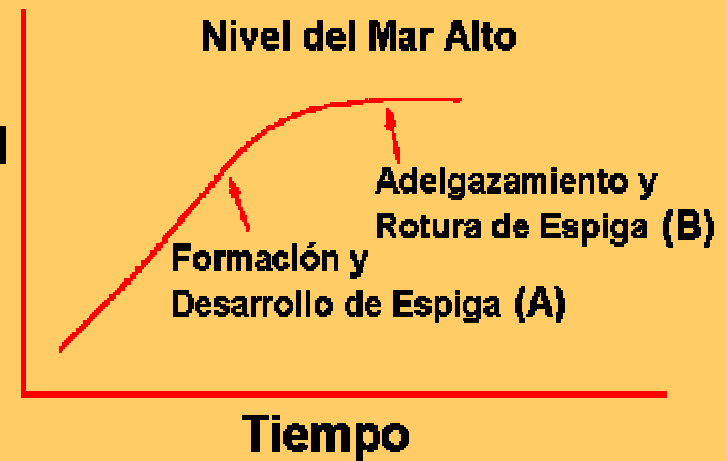 Nivel del Mar Alto
Adelgazamiento y
Rotura de Espiga (B)
Formación y
Desarrollo de Espiga (A)
Tiempo